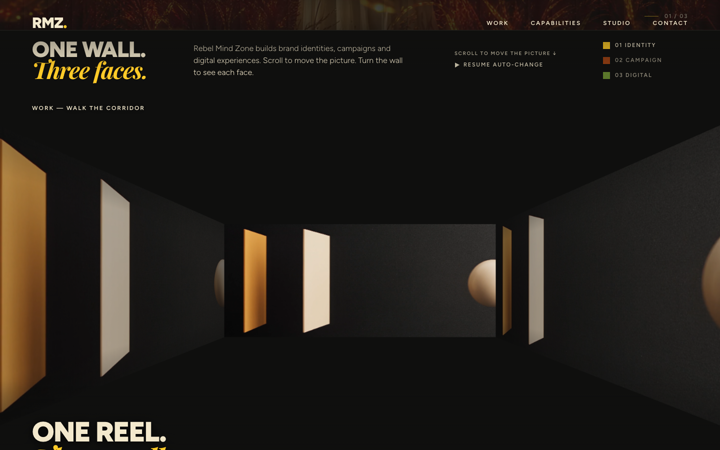 RMZ.
WORK
CAPABILITIES
STUDIO
01 / 03
CONTACT
ONE WALL.
Three faces.
Rebel Mind Zone builds brand identities, campaigns and
digital experiences. Scroll to move the picture. Turn the wall
to see each face.
SCROLL TO MOVE THE PICTURE ↓
▶ RESUME AUTO-CHANGE
01 IDENTITY
02 CAMPAIGN
03 DIGITAL
WORK — WALK THE CORRIDOR
ONE REEL.